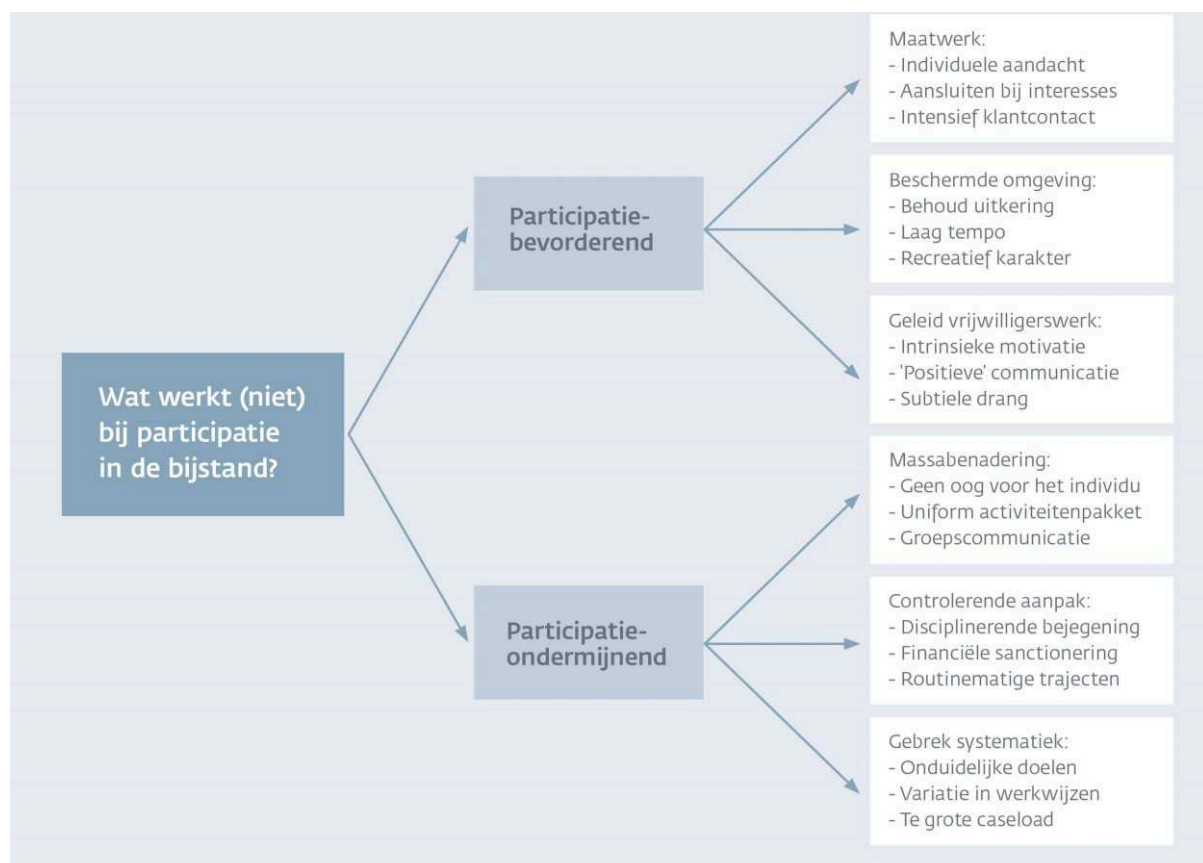 Wat werkt (niet)
bij participatie
in de bijstand?
Participatie-
bevorderend
Maatwerk:
- Individuele aandacht
- Aansluiten bij interesses
- Intensief klantcontact
Beschermde omgeving:
- Behoud uitkering
- Laag tempo
- Recreatief karakter
Geleid vrijwilligerswerk:
- Intrinsieke motivatie
- 'Positieve' communicatie
- Subtiele drang
Participatie-
ondermijnend
Massabenadering:
- Geen oog voor het individu
- Uniform activiteitenpakket
- Groepscommunicatie
Controlerende aanpak:
- Disciplinerende bejegening
- Financiële sanctionering
- Routinematige trajecten
Gebrek systematiek:
- Onduidelijke doelen
- Variatie in werkwijzen
- Te grote caseload